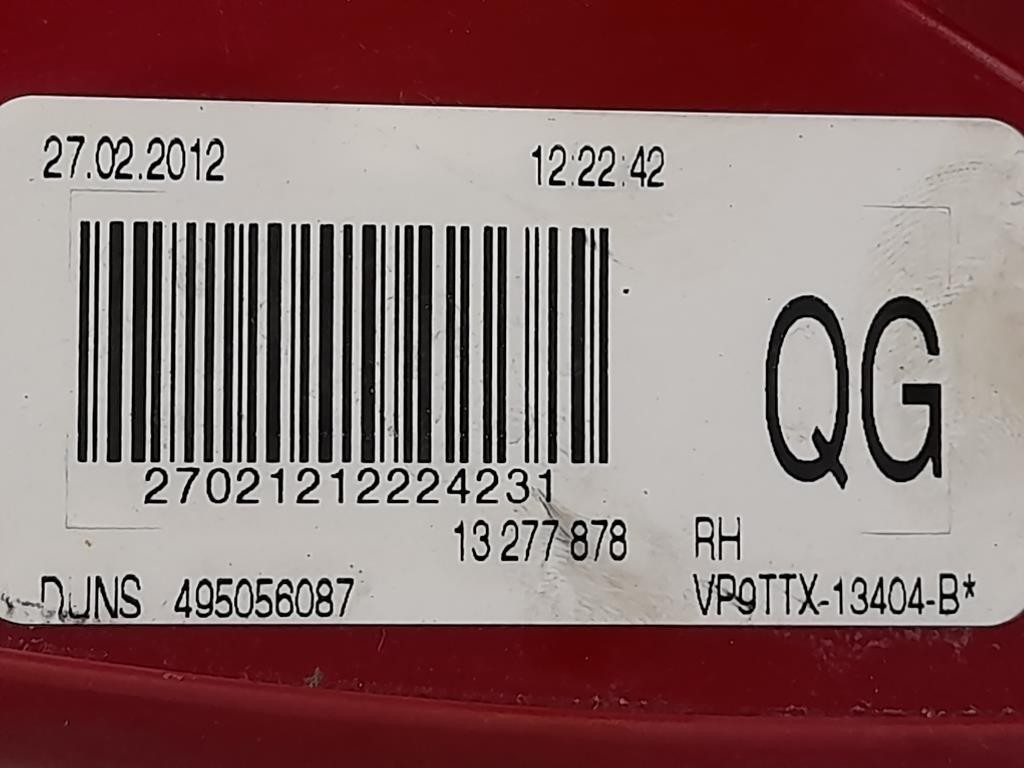 27.02.2012 12:22:42
QG
27021212224231
13 277 878 RH
DUNS 495056087 VP9TTX-13404-B*